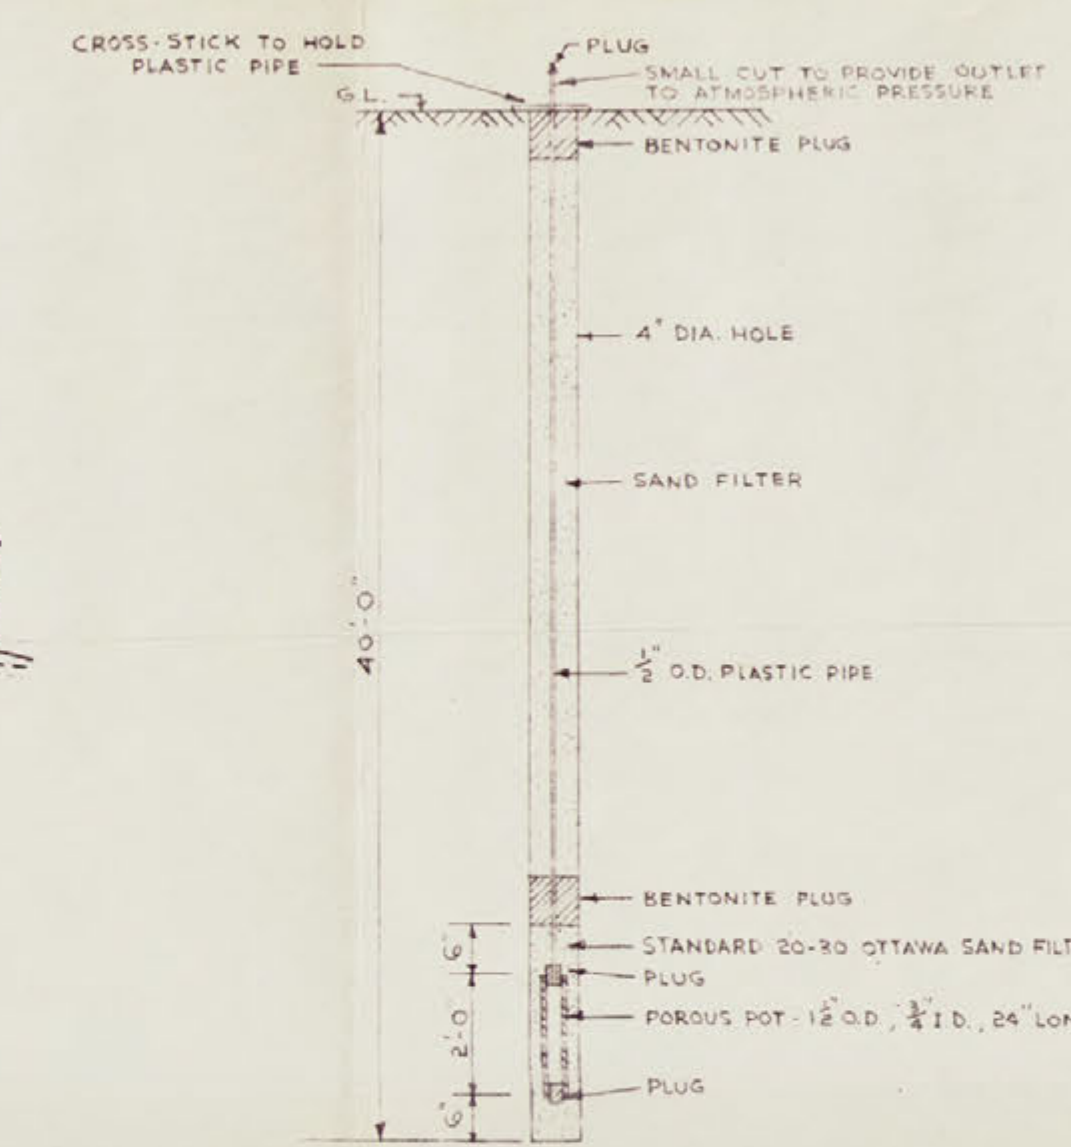 CROSS-STICK TO HOLD
PLASTIC PIPE
PLUG
SMALL CUT TO PROVIDE OUTLET
TO ATMOSPHERIC PRESSURE
G.L.
BENTONITE PLUG
4" DIA. HOLE
SAND FILTER
40'-0"
1/2" O.D. PLASTIC PIPE
BENTONITE PLUG
6"
STANDARD 20-30 OTTAWA SAND FILT
PLUG
2'-0"
POROUS POT - 1 1/2" O.D., 3/4" I.D., 24" LON
PLUG
6"